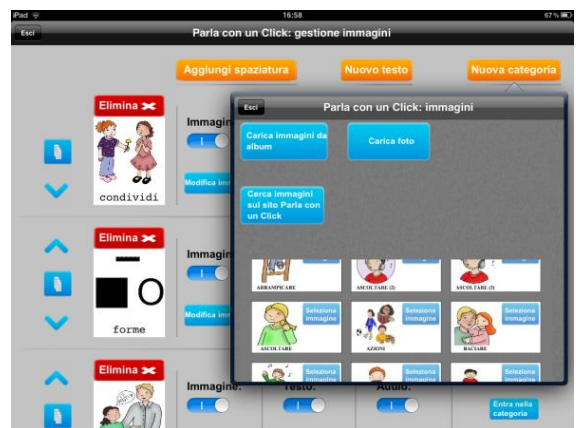 iPad 16:58 67%
Esci Parla con un Click: gestione immagini
Aggiungi spaziatura Nuovo testo Nuova categoria
Elimina
condividi
Immagin
Modifica imm
Esci Parla con un Click: immagini
Carica immagini da
album
Carica foto
Cerca immagini
sul sito Parla con
un Click
ARRAMPICARE ASCOLTARE (2) ASCOLTARE (3)
Seleziona
immagine
Seleziona
immagine
Seleziona
immagine
ASCOLTARE AZIONI BACIARE
Seleziona
immagine
Seleziona
immagine
Seleziona
immagine
Elimina
forme
Immagin
Modifica imm
Elimina
Immagine: Testo: Audio:
Entra nella
categoria